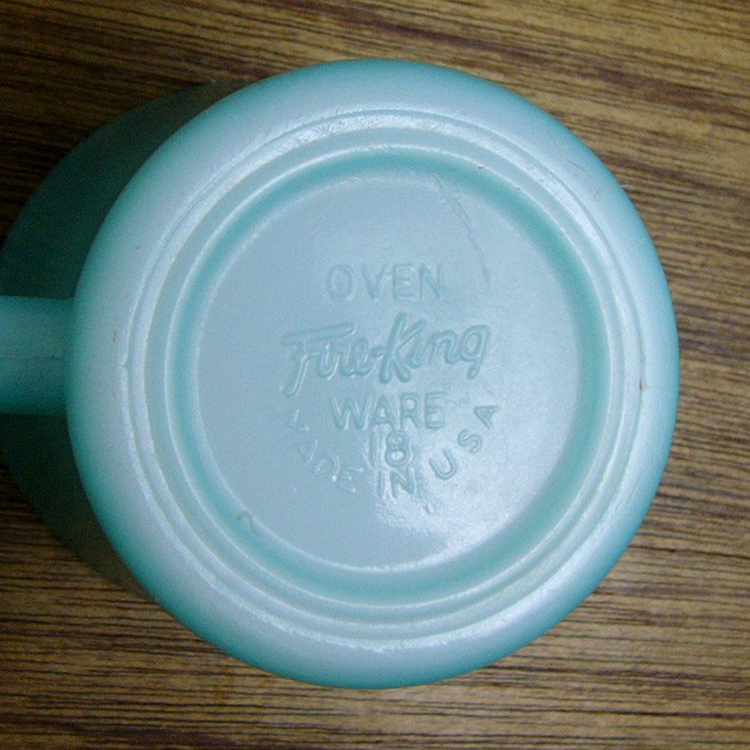 OVEN
Fire-King
WARE
18
MADE IN USA